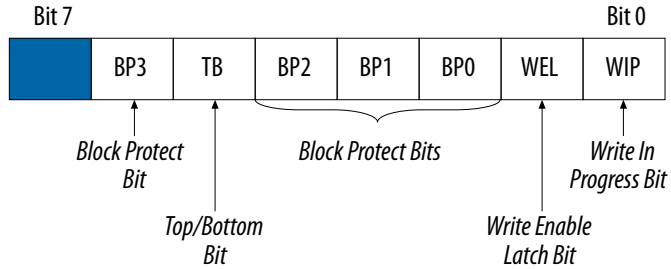 Bit 7 Bit 0
BP3 TB BP2 BP1 BP0 WEL WIP
Block Protect Block Protect Bits Write In
Bit Progress Bit
Top/Bottom Write Enable
Bit Latch Bit